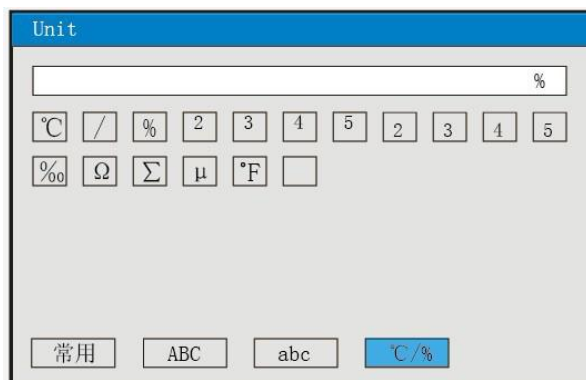 Unit
%
℃ / % ² ³ ⁴ ⁵ ₂ ₃ ₄ ₅
‰ Ω Σ μ ℉
常用 ABC abc ℃/%